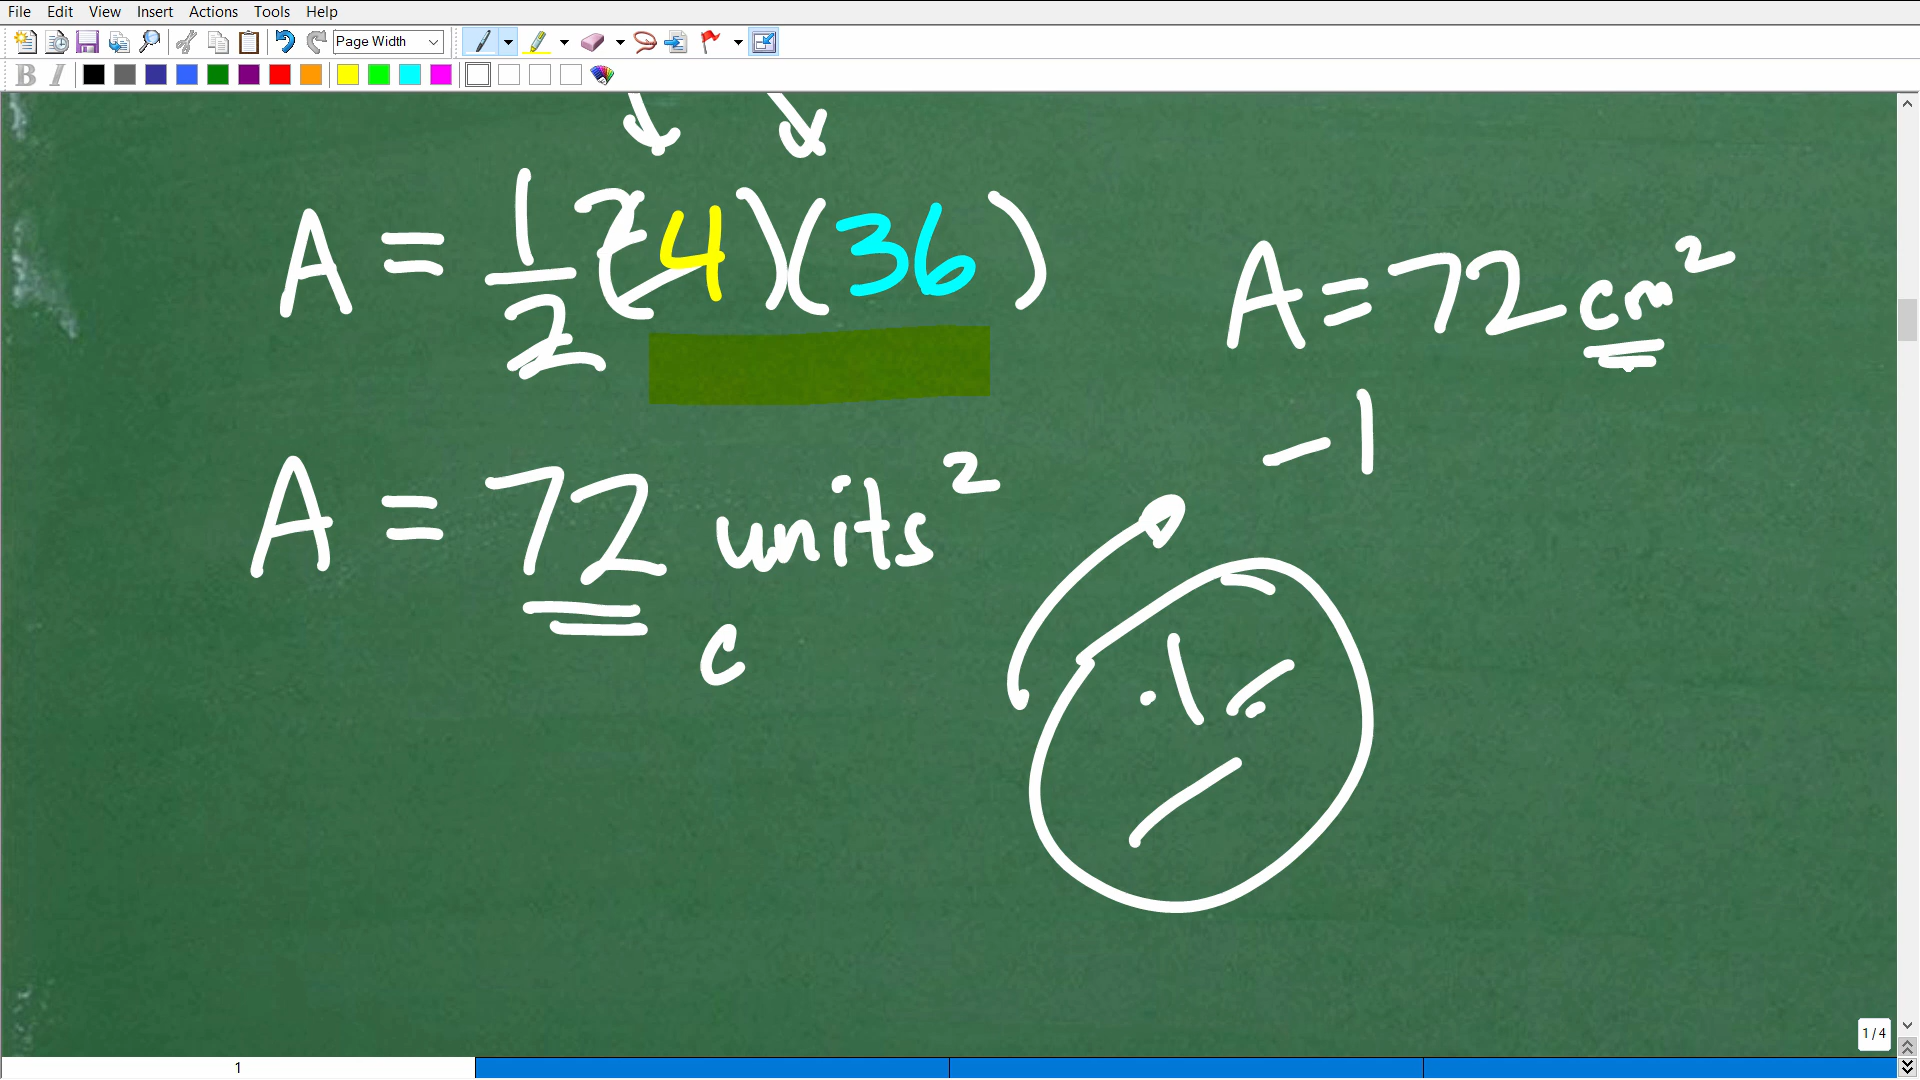 File Edit View Insert Actions Tools Help
Page Width
B I
A = 1/2 (4)(36)
2
A = 72 cm²
-1
A = 72 units²
c
1 / 4
1